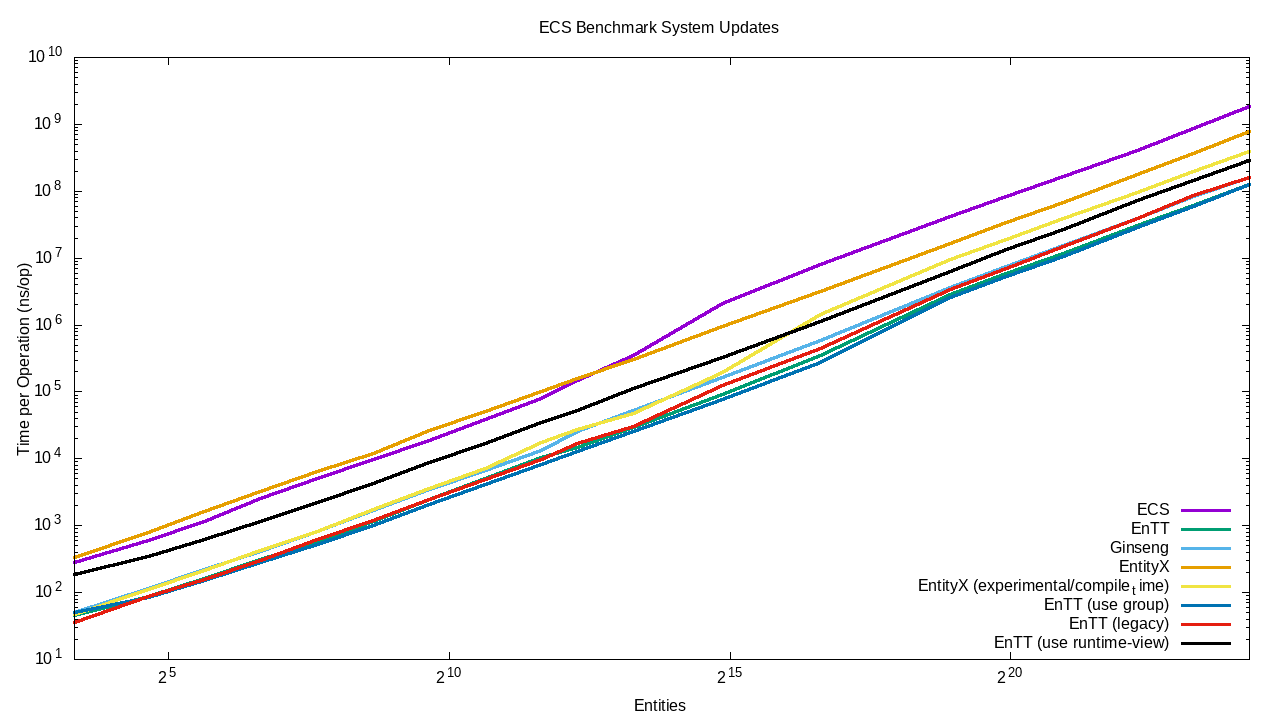 ECS Benchmark System Updates
10^10
10^9
10^8
10^7
10^6
10^5
10^4
10^3
10^2
10^1
Time per Operation (ns/op)
ECS
EnTT
Ginseng
EntityX
EntityX (experimental/compile_t ime)
EnTT (use group)
EnTT (legacy)
EnTT (use runtime-view)
2^5 2^10 2^15 2^20
Entities